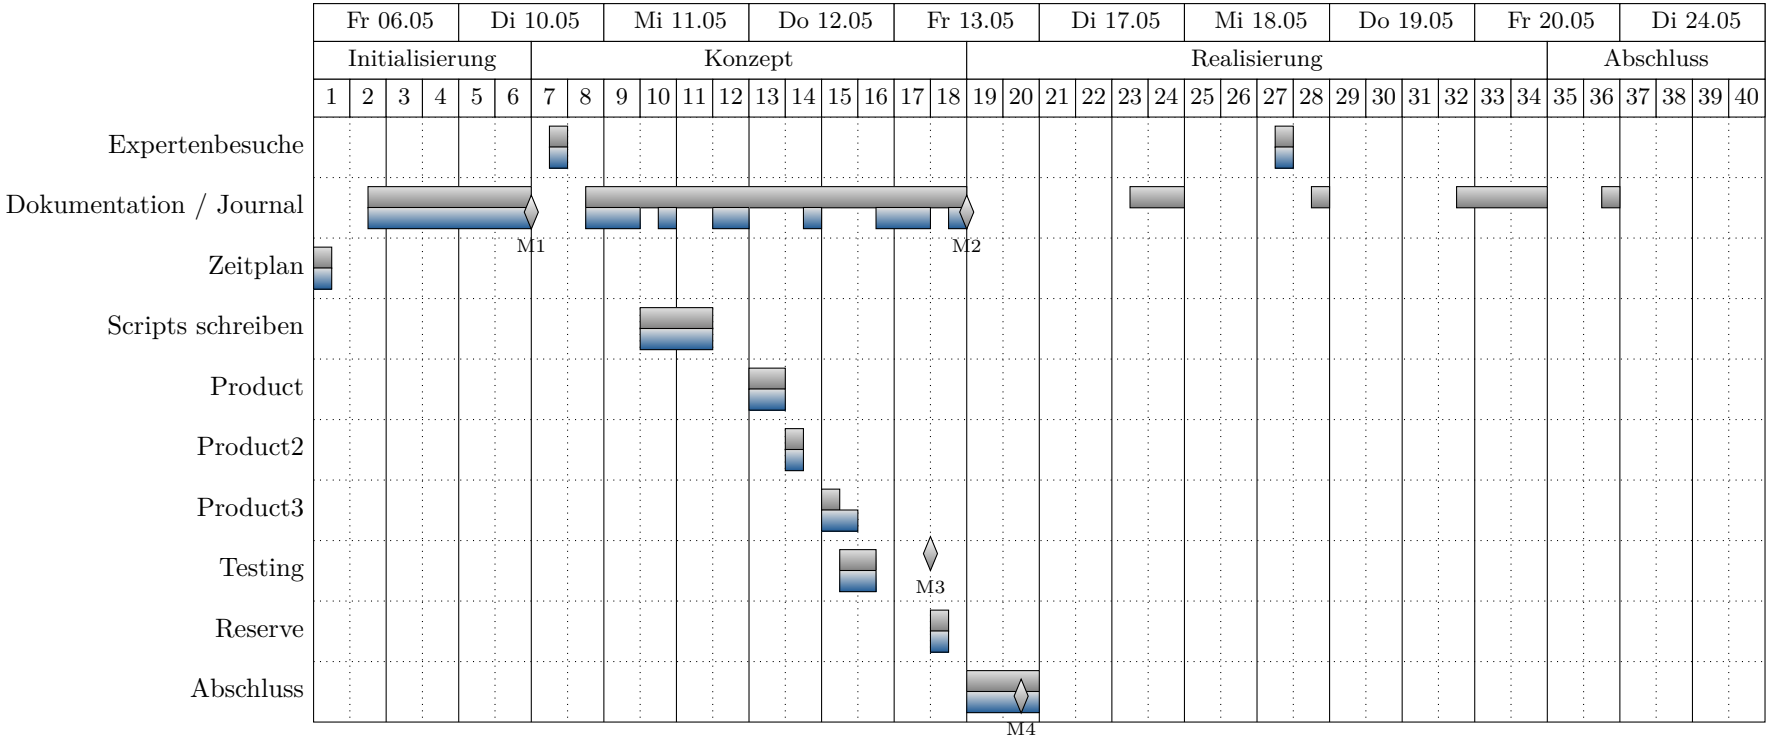 Fr 06.05 Di 10.05 Mi 11.05 Do 12.05 Fr 13.05 Di 17.05 Mi 18.05 Do 19.05 Fr 20.05 Di 24.05
Initialisierung Konzept Realisierung Abschluss
1 2 3 4 5 6 7 8 9 10 11 12 13 14 15 16 17 18 19 20 21 22 23 24 25 26 27 28 29 30 31 32 33 34 35 36 37 38 39 40
Expertenbesuche
Dokumentation / Journal
M1 M2
Zeitplan
Scripts schreiben
Product
Product2
Product3
Testing
M3
Reserve
Abschluss
M4